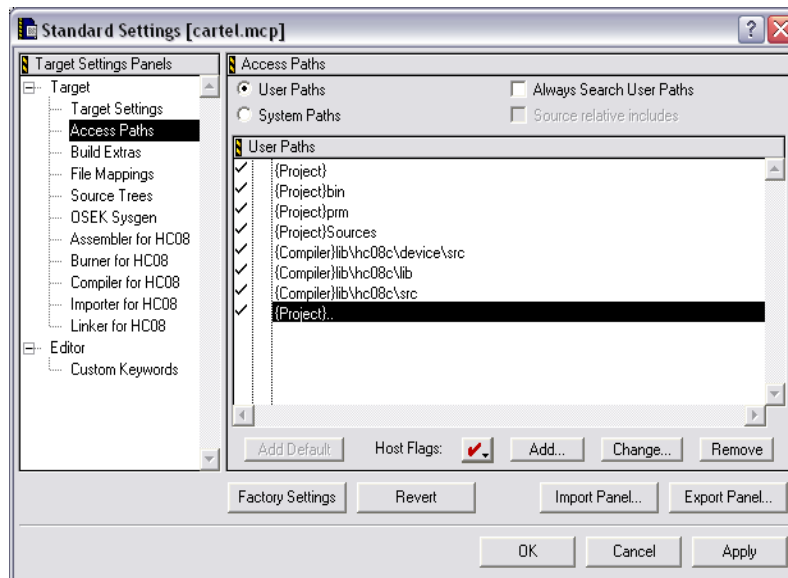 Standard Settings [cartel.mcp]
Target Settings Panels
Target
Target Settings
Access Paths
Build Extras
File Mappings
Source Trees
OSEK Sysgen
Assembler for HC08
Burner for HC08
Compiler for HC08
Importer for HC08
Linker for HC08
Editor
Custom Keywords
Access Paths
User Paths
Always Search User Paths
System Paths
Source relative includes
User Paths
{Project}
{Project}bin
{Project}prm
{Project}Sources
{Compiler}lib\hc08c\device\src
{Compiler}lib\hc08c\lib
{Compiler}lib\hc08c\src
{Project}..
Add Default
Host Flags:
Add...
Change...
Remove
Factory Settings
Revert
Import Panel...
Export Panel...
OK
Cancel
Apply